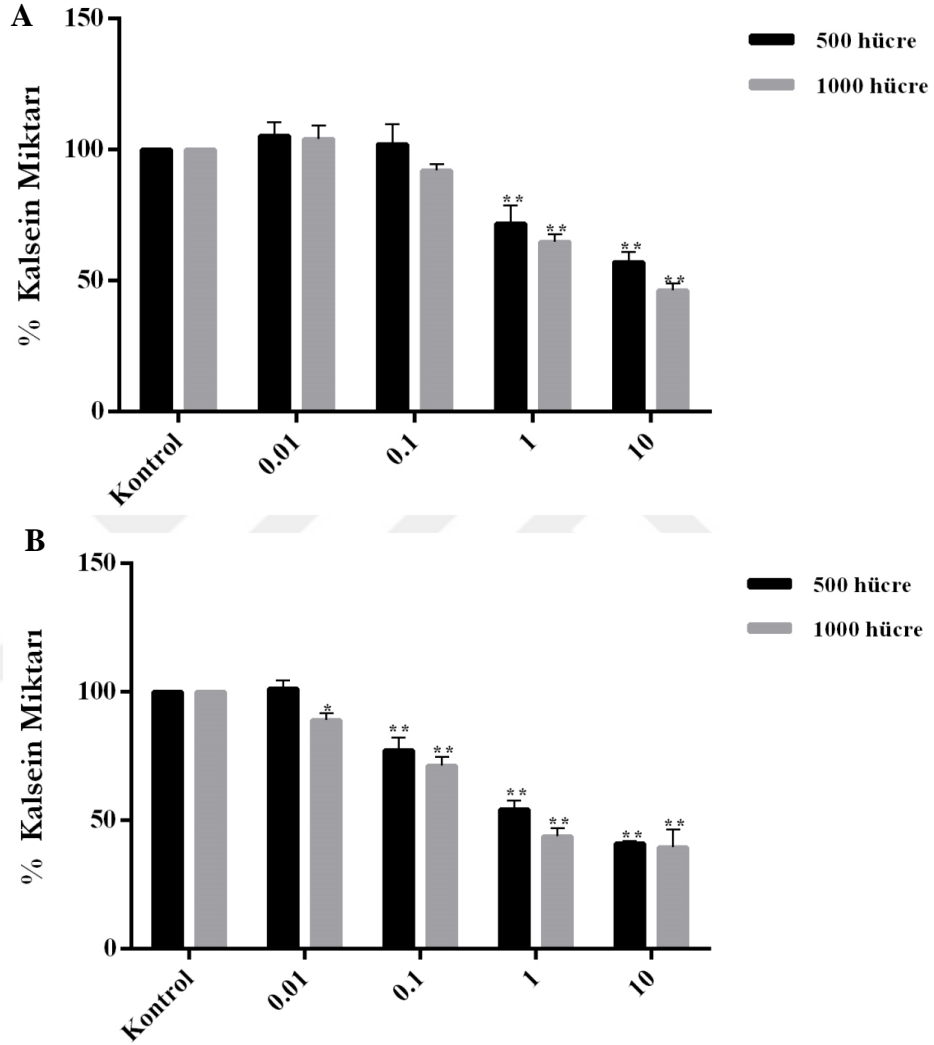 A
150
100
50
0
% Kalsein Miktarı
500 hücre
1000 hücre
** ** ** **
Kontrol 0.01 0.1 1 10
B
150
100
50
0
% Kalsein Miktarı
500 hücre
1000 hücre
* ** ** ** ** ** **
Kontrol 0.01 0.1 1 10